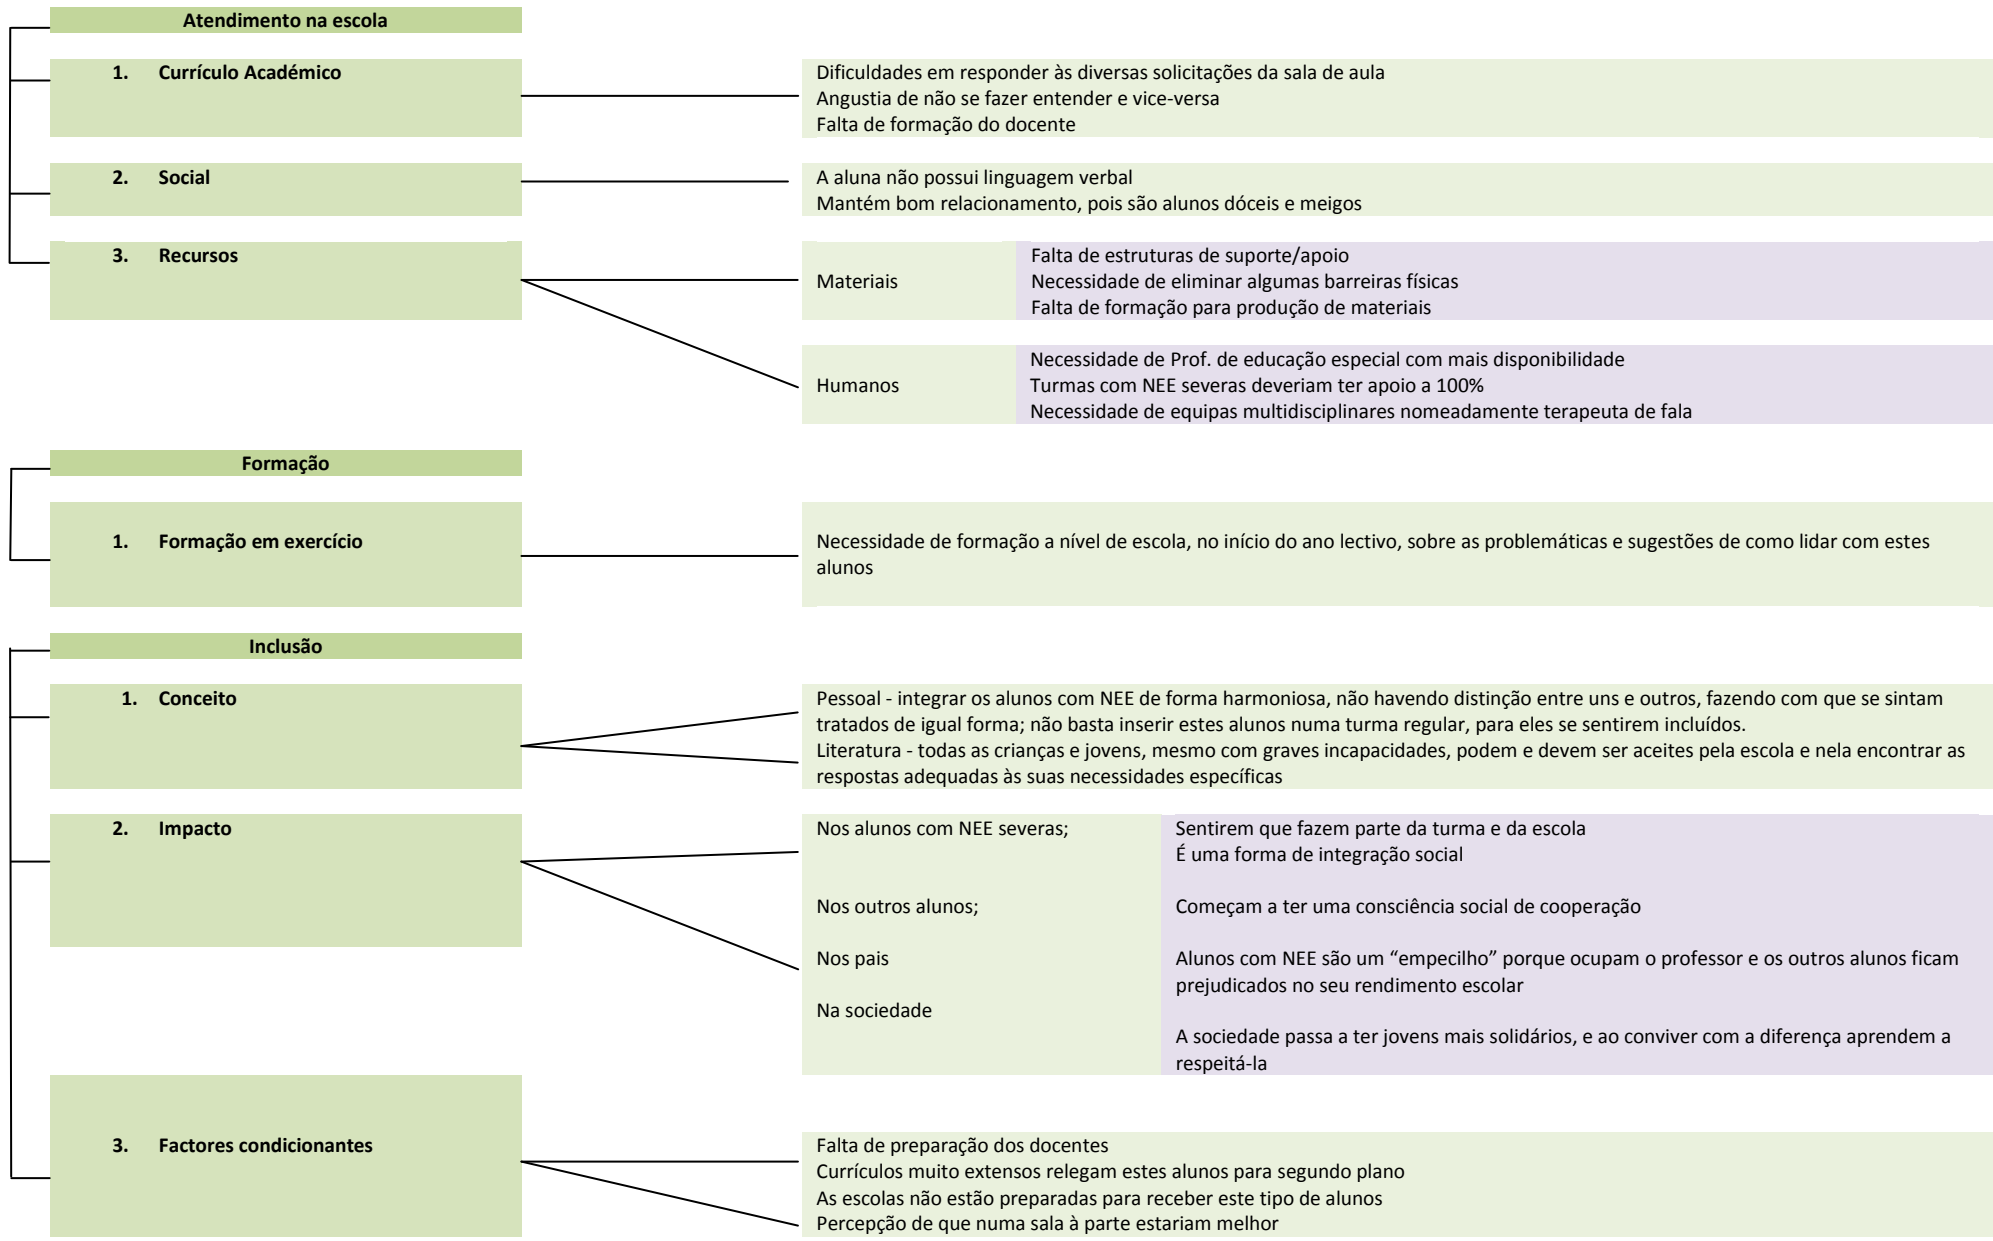 Atendimento na escola
1. Currículo Académico
Dificuldades em responder às diversas solicitações da sala de aula
Angustia de não se fazer entender e vice-versa
Falta de formação do docente
2. Social
A aluna não possui linguagem verbal
Mantém bom relacionamento, pois são alunos dóceis e meigos
3. Recursos
Materiais
Falta de estruturas de suporte/apoio
Necessidade de eliminar algumas barreiras físicas
Falta de formação para produção de materiais
Humanos
Necessidade de Prof. de educação especial com mais disponibilidade
Turmas com NEE severas deveriam ter apoio a 100%
Necessidade de equipas multidisciplinares nomeadamente terapeuta de fala
Formação
1. Formação em exercício
Necessidade de formação a nível de escola, no início do ano lectivo, sobre as problemáticas e sugestões de como lidar com estes
alunos
Inclusão
1. Conceito
Pessoal - integrar os alunos com NEE de forma harmoniosa, não havendo distinção entre uns e outros, fazendo com que se sintam
tratados de igual forma; não basta inserir estes alunos numa turma regular, para eles se sentirem incluídos.
Literatura - todas as crianças e jovens, mesmo com graves incapacidades, podem e devem ser aceites pela escola e nela encontrar as
respostas adequadas às suas necessidades específicas
2. Impacto
Nos alunos com NEE severas;
Sentirem que fazem parte da turma e da escola
É uma forma de integração social
Nos outros alunos;
Começam a ter uma consciência social de cooperação
Nos pais
Alunos com NEE são um “empecilho” porque ocupam o professor e os outros alunos ficam
prejudicados no seu rendimento escolar
Na sociedade
A sociedade passa a ter jovens mais solidários, e ao conviver com a diferença aprendem a
respeitá-la
3. Factores condicionantes
Falta de preparação dos docentes
Currículos muito extensos relegam estes alunos para segundo plano
As escolas não estão preparadas para receber este tipo de alunos
Percepção de que numa sala à parte estariam melhor